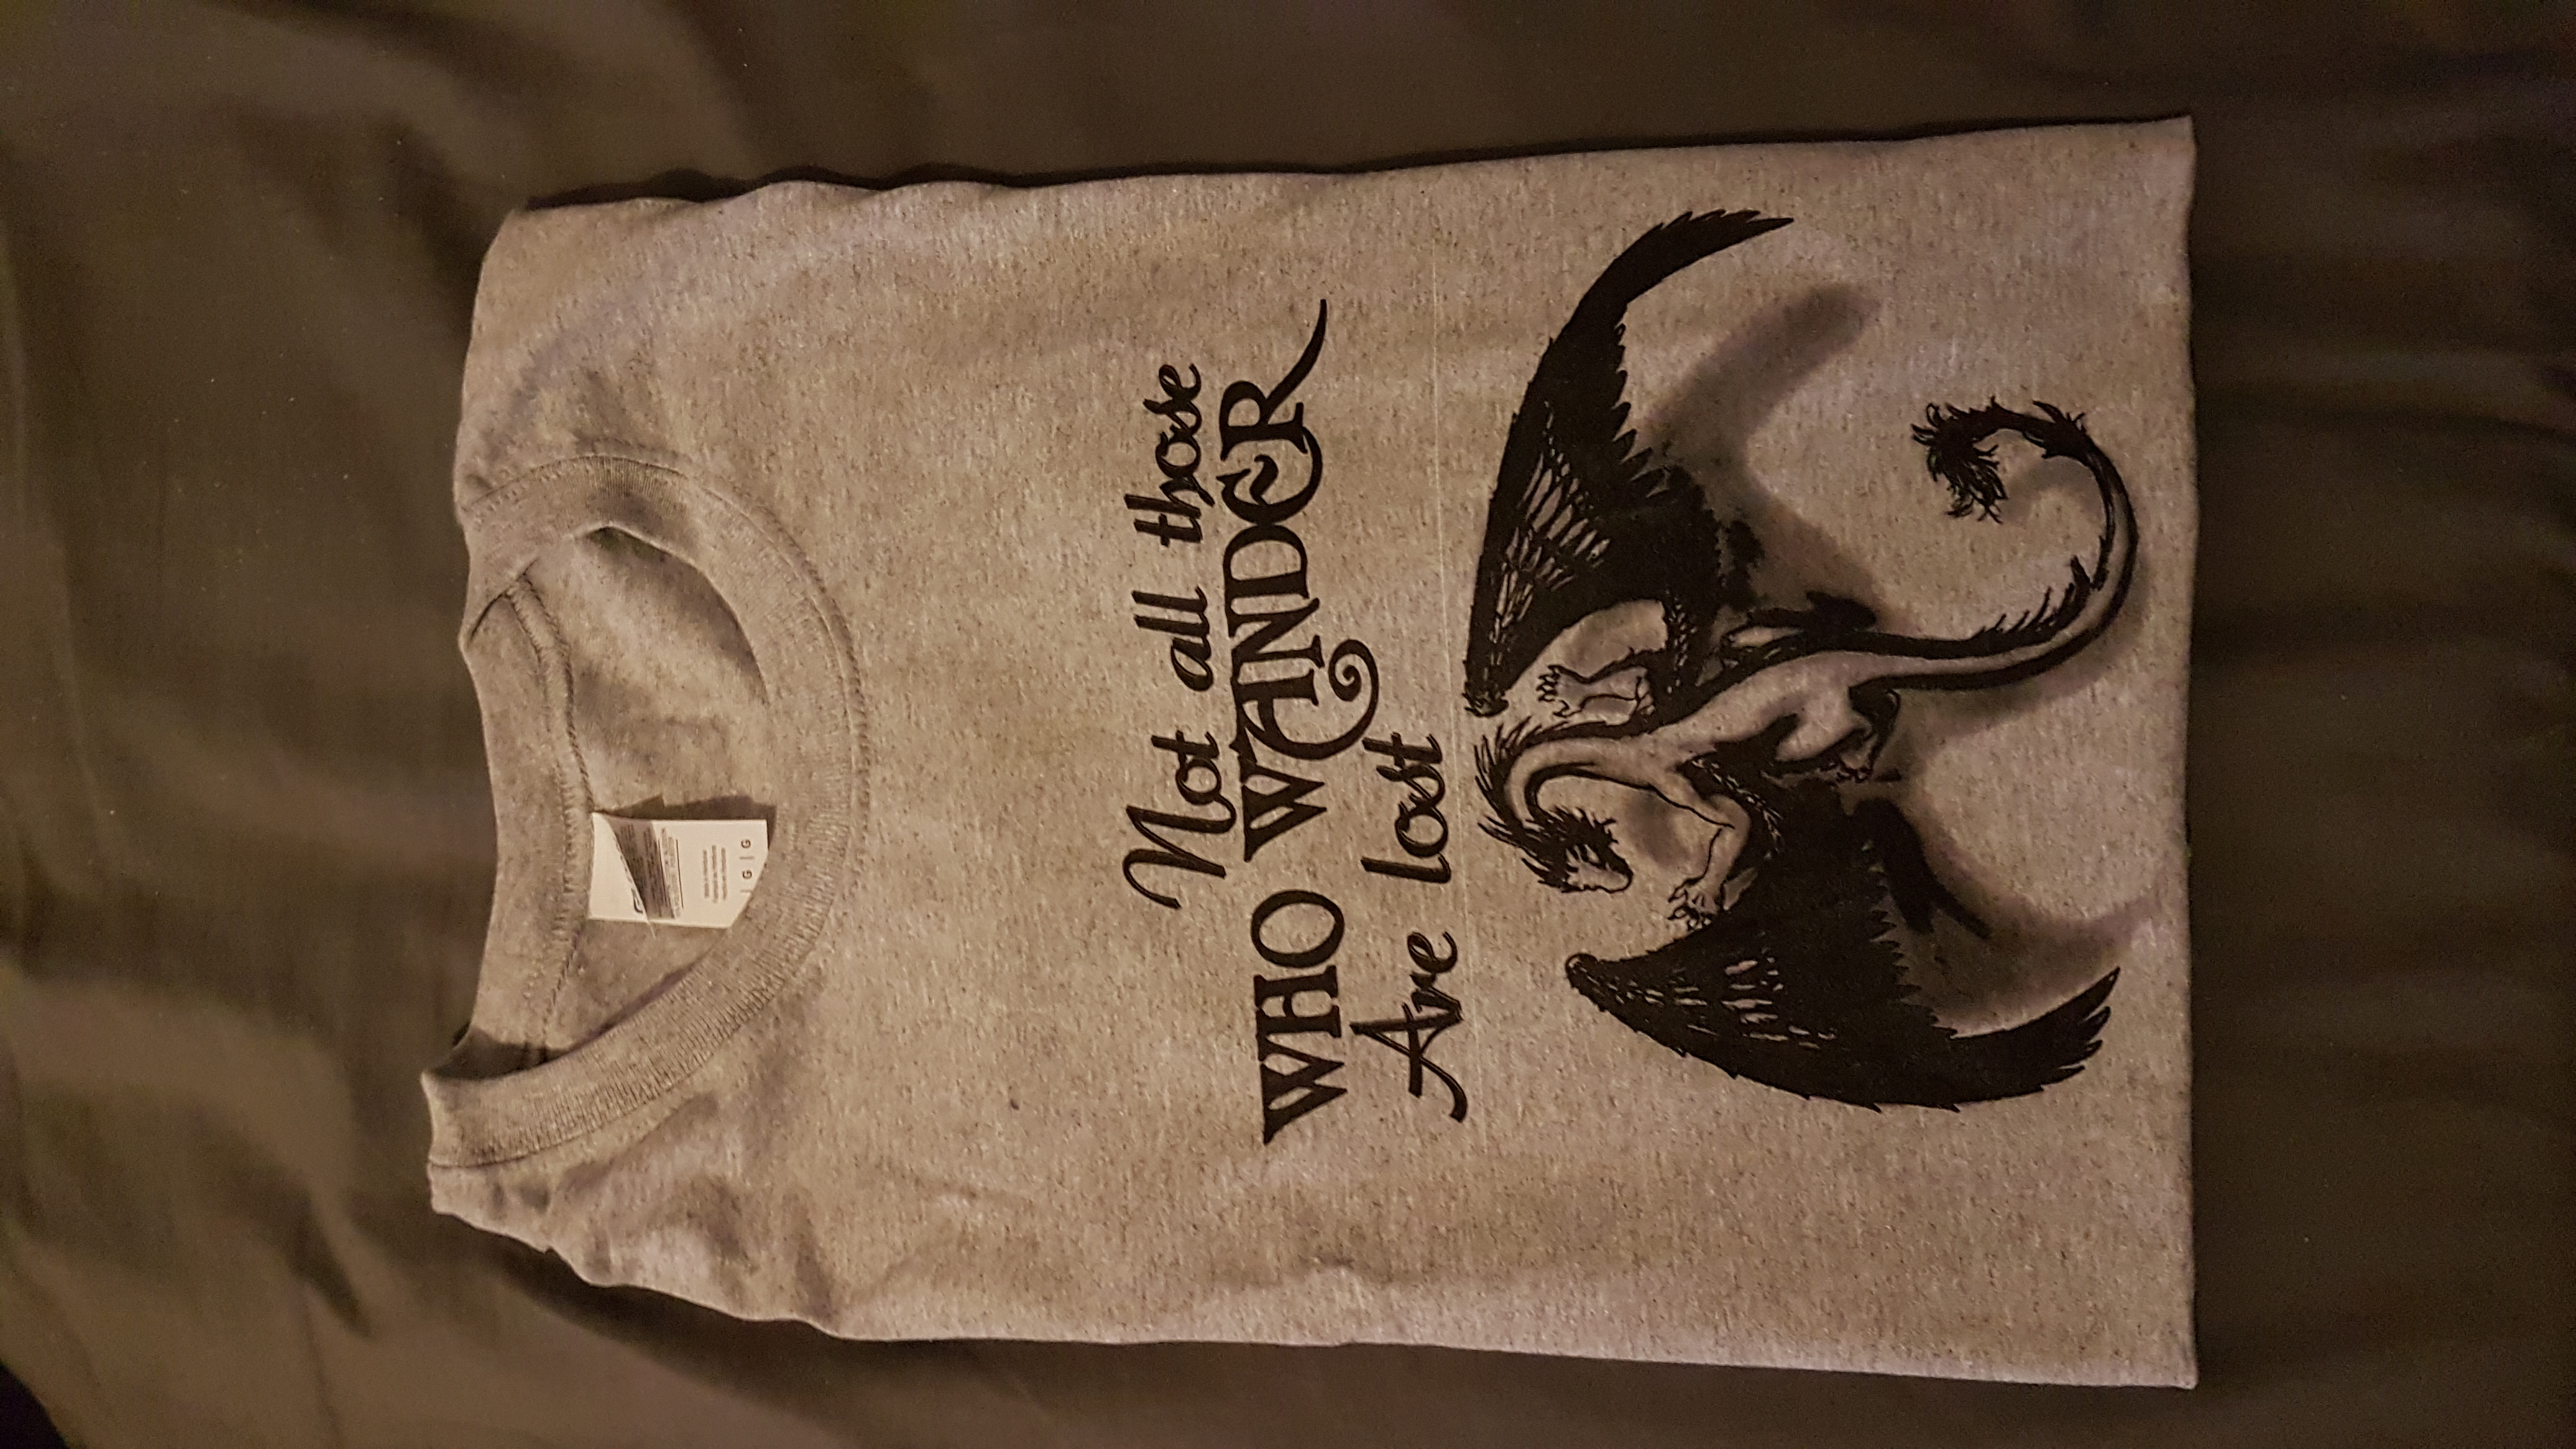 Not all those
WHO WANDER
Are lost
G | G